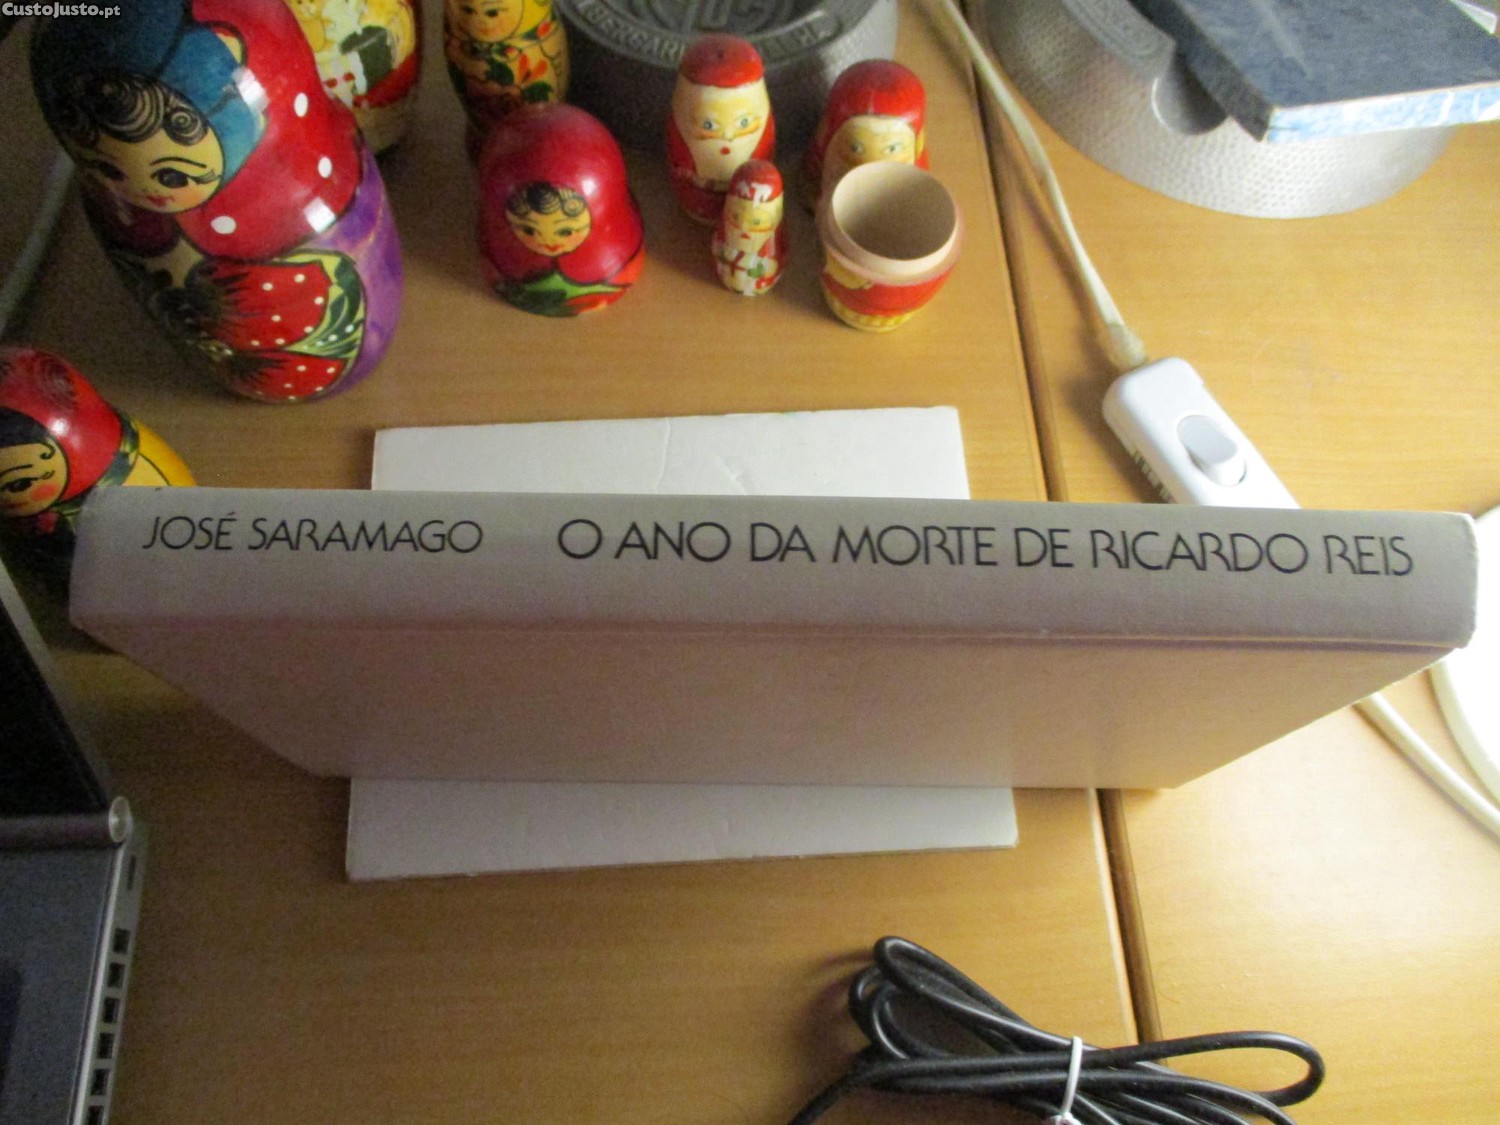 CustoJusto.pt
JOSÉ SARAMAGO O ANO DA MORTE DE RICARDO REIS